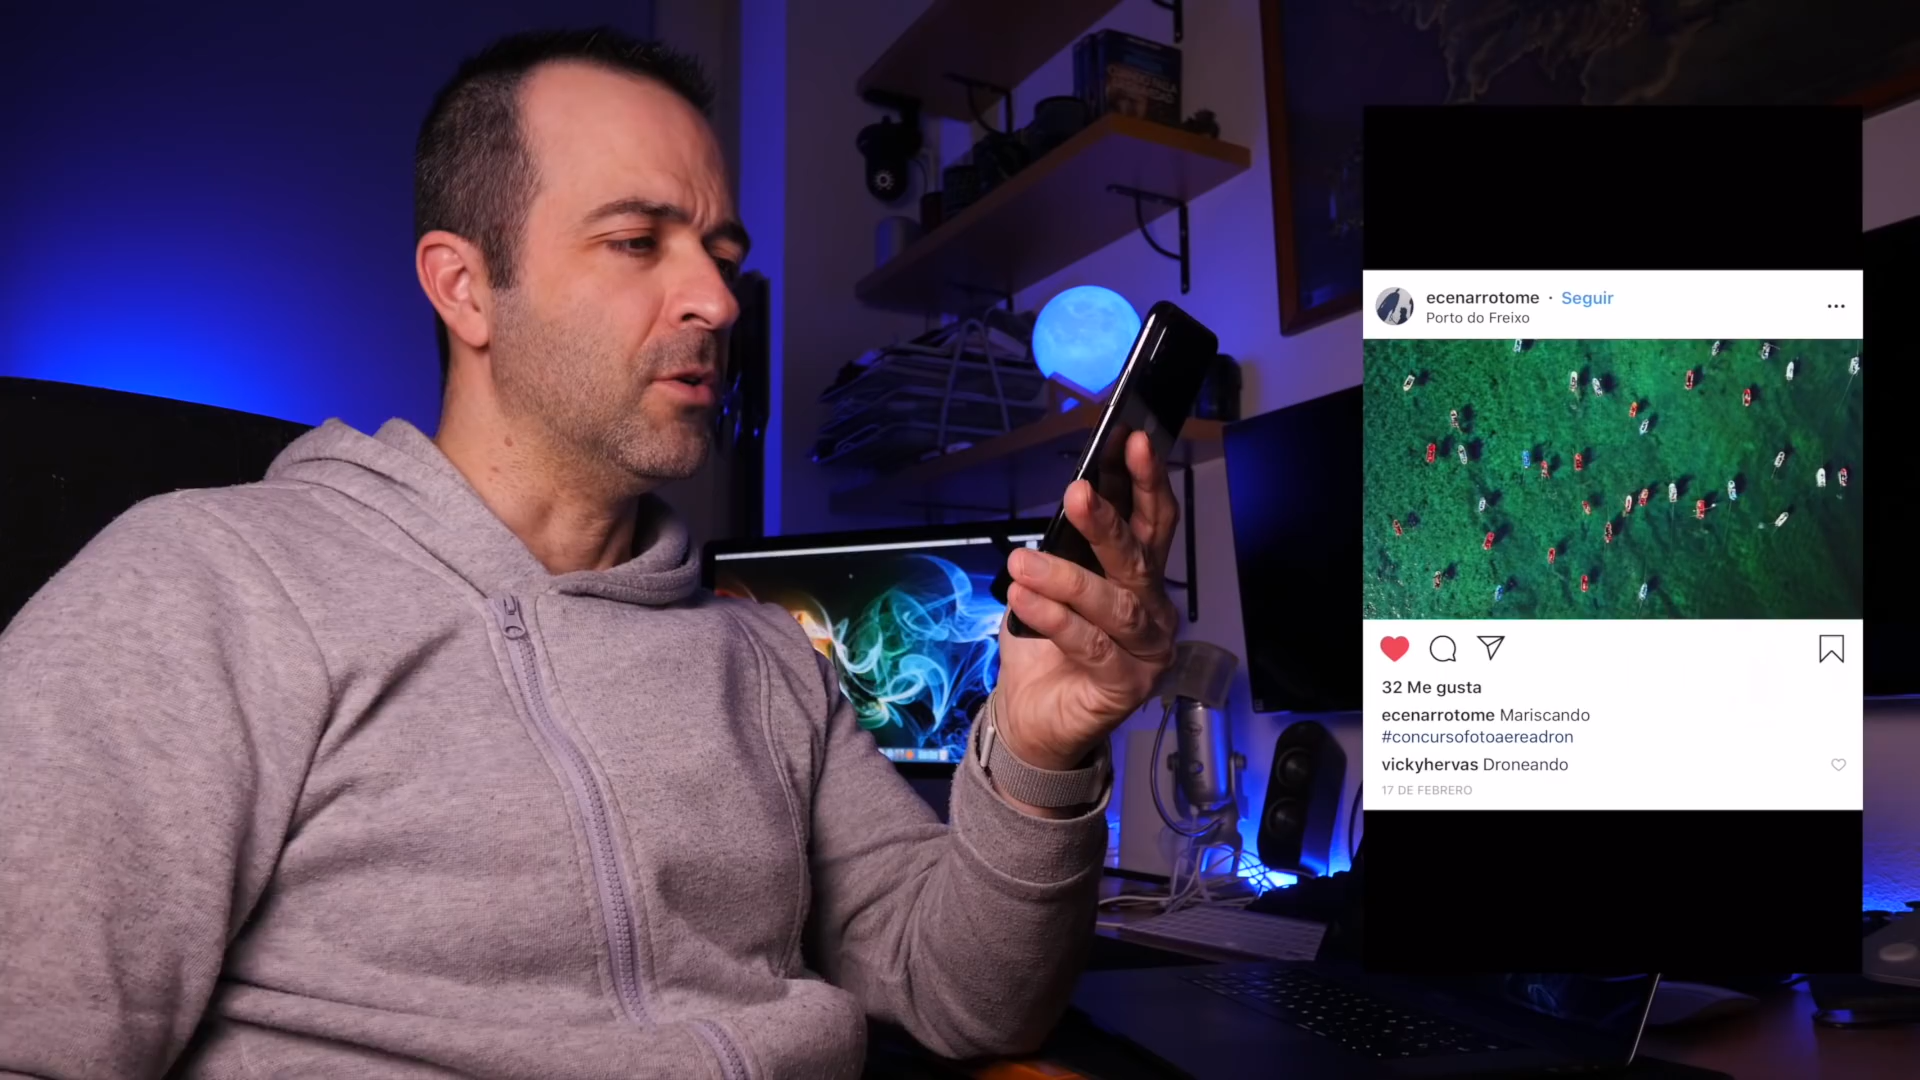 ecenarrotome · Seguir
Porto do Freixo
32 Me gusta
ecenarrotome Mariscando
#concursofotoaereadron
vickyhervas Droneando
17 DE FEBRERO